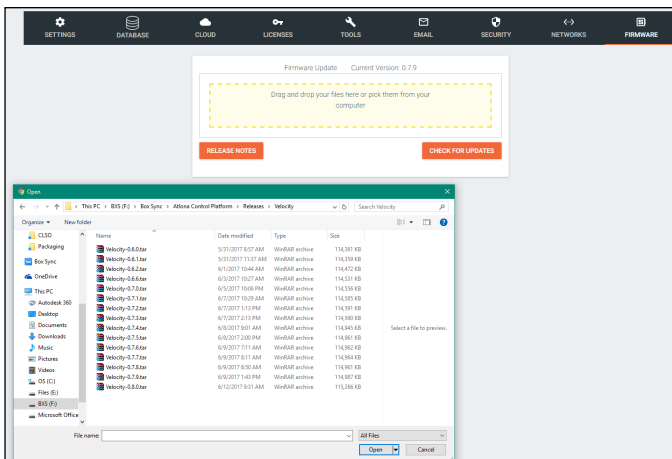 SETTINGS DATABASE CLOUD LICENSES TOOLS EMAIL SECURITY NETWORKS FIRMWARE
Firmware Update Current Version: 0.7.9
Drag and drop your files here or pick them from your
computer
RELEASE NOTES CHECK FOR UPDATES
Open
This PC > BXS (F:) > Box Sync > Atlona Control Platform > Releases > Velocity Search Velocity
Organize New folder
CLSO Name Date modified Type Size
Packaging Velocity-0.6.0.tar 5/31/2017 8:57 AM WinRAR archive 114,361 KB
Velocity-0.6.1.tar 5/31/2017 11:37 AM WinRAR archive 114,359 KB
Box Sync Velocity-0.6.2.tar 6/1/2017 10:44 AM WinRAR archive 114,472 KB
OneDrive Velocity-0.6.6.tar 6/3/2017 10:27 AM WinRAR archive 114,531 KB
Velocity-0.7.0.tar 6/5/2017 10:06 PM WinRAR archive 114,556 KB
This PC Velocity-0.7.1.tar 6/7/2017 10:29 AM WinRAR archive 114,585 KB
Autodesk 360 Velocity-0.7.2.tar 6/7/2017 1:13 PM WinRAR archive 114,591 KB
Desktop Velocity-0.7.3.tar 6/7/2017 2:13 PM WinRAR archive 114,590 KB
Documents Velocity-0.7.4.tar 6/8/2017 9:01 AM WinRAR archive 114,945 KB Select a file to preview.
Downloads Velocity-0.7.5.tar 6/8/2017 2:00 PM WinRAR archive 114,961 KB
Music Velocity-0.7.6.tar 6/9/2017 7:11 AM WinRAR archive 114,962 KB
Pictures Velocity-0.7.7.tar 6/9/2017 8:11 AM WinRAR archive 114,964 KB
Videos Velocity-0.7.8.tar 6/9/2017 8:50 AM WinRAR archive 114,961 KB
OS (C:) Velocity-0.7.9.tar 6/9/2017 1:43 PM WinRAR archive 114,987 KB
Files (E:) Velocity-0.8.0.tar 6/12/2017 9:31 AM WinRAR archive 115,266 KB
BXS (F:)
Microsoft Office
File name: All Files
Open Cancel